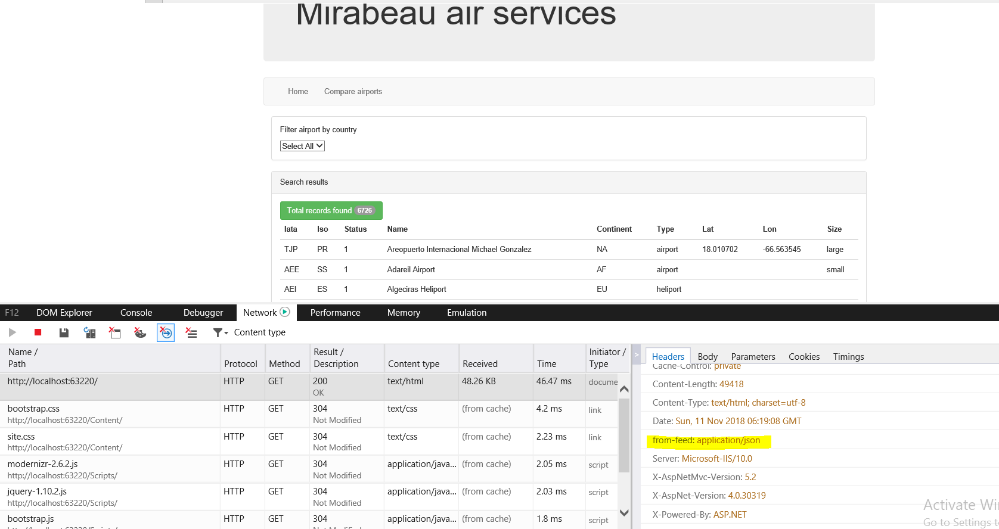 Mirabeau air services
Home Compare airports
Filter airport by country
Select All
Search results
Total records found 6726
Iata Iso Status Name Continent Type Lat Lon Size
TJP PR 1 Areopuerto Internacional Michael Gonzalez NA airport 18.010702 -66.563545 large
AEE SS 1 Adareil Airport AF airport small
AEI ES 1 Algeciras Heliport EU heliport
F12 DOM Explorer Console Debugger Network Performance Memory Emulation
Content type
Name / Path Protocol Method Result / Description Content type Received Time Initiator / Type
http://localhost:63220/ HTTP GET 200 OK text/html 48.26 KB 46.47 ms docume
bootstrap.css HTTP GET 304 text/css (from cache) 4.2 ms link
http://localhost:63220/Content/ Not Modified
site.css HTTP GET 304 text/css (from cache) 2.23 ms link
http://localhost:63220/Content/ Not Modified
modernizr-2.6.2.js HTTP GET 304 application/java... (from cache) 2.05 ms script
http://localhost:63220/Scripts/ Not Modified
jquery-1.10.2.js HTTP GET 304 application/java... (from cache) 2.03 ms script
http://localhost:63220/Scripts/ Not Modified
bootstrap.js HTTP GET 304 application/java... (from cache) 1.8 ms script
> Headers Body Parameters Cookies Timings
Cache-Control: private
Content-Length: 49418
Content-Type: text/html; charset=utf-8
Date: Sun, 11 Nov 2018 06:19:08 GMT
from-feed: application/json
Server: Microsoft-IIS/10.0
X-AspNetMvc-Version: 5.2
X-AspNet-Version: 4.0.30319
X-Powered-By: ASP.NET
Activate Wi
Go to Settings t